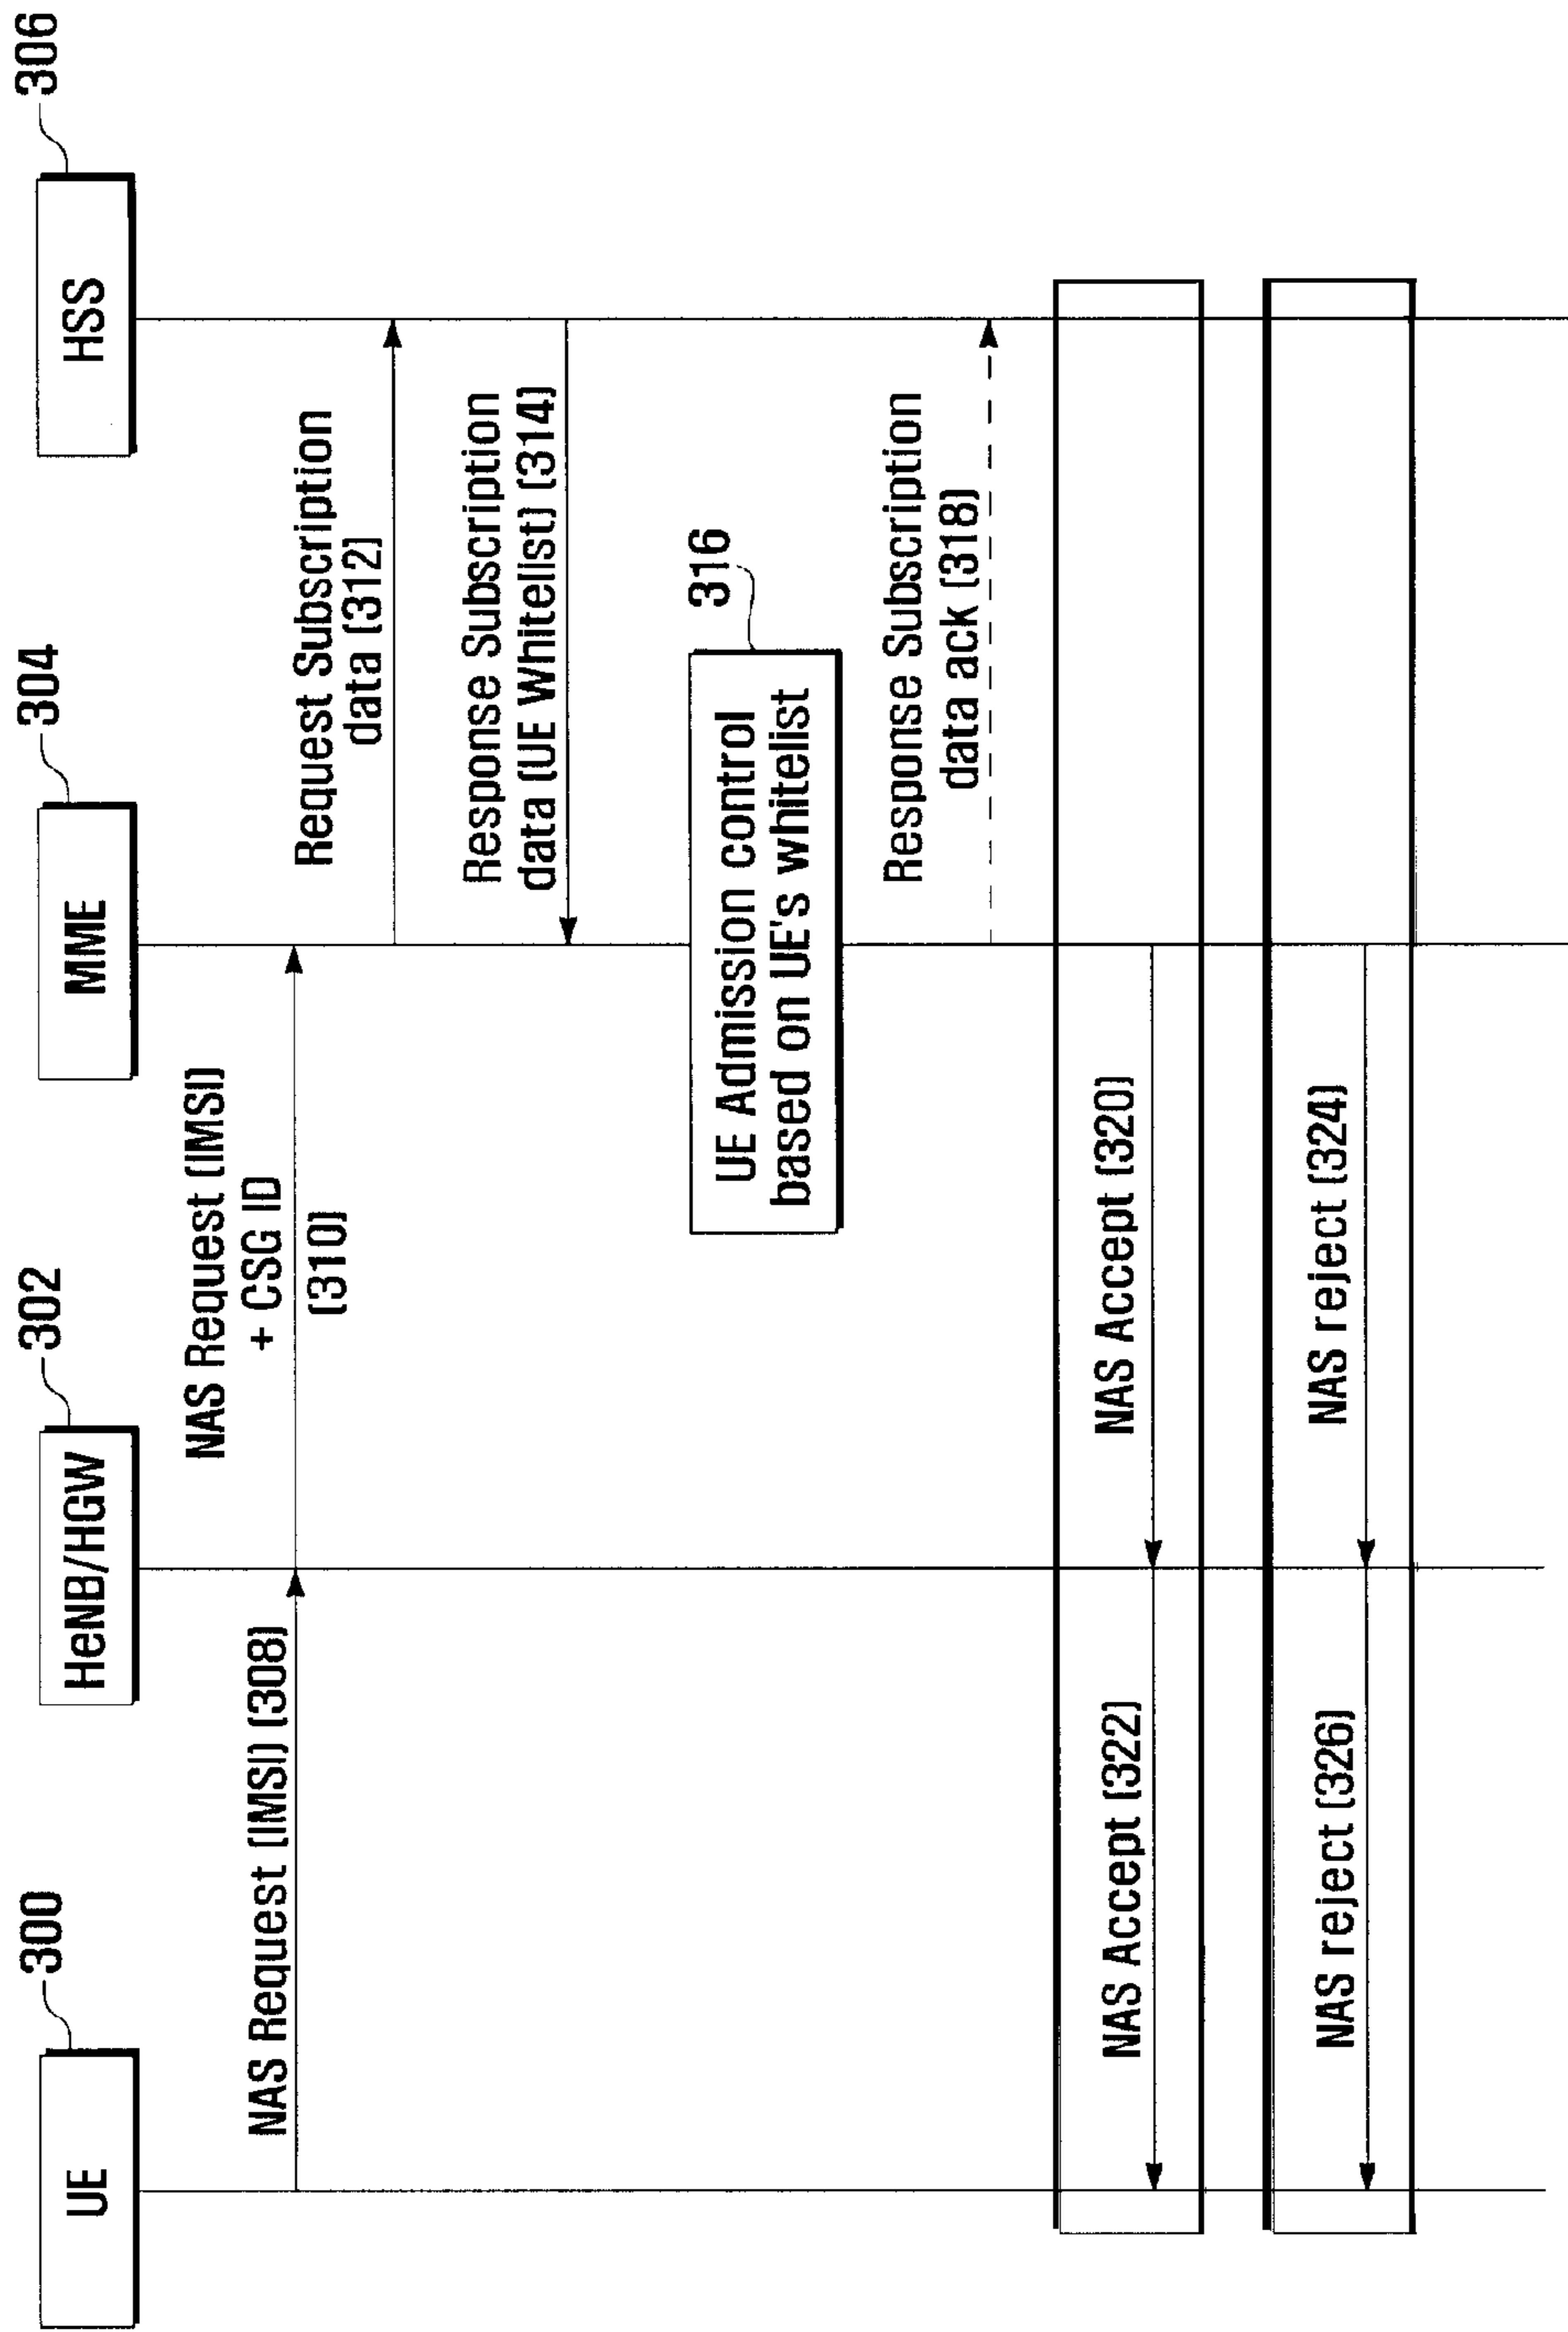 300
UE
302
HeNB/HGW
304
MME
306
HSS
NAS Request (IMSI) (308)
NAS Request (IMSI)
+ CSG ID
(310)
Request Subscription
data (312)
Response Subscription
data (UE Whitelist) (314)
316
UE Admission control
based on UE's whitelist
Response Subscription
data ack (318)
NAS Accept (322)
NAS Accept (320)
NAS reject (326)
NAS reject (324)